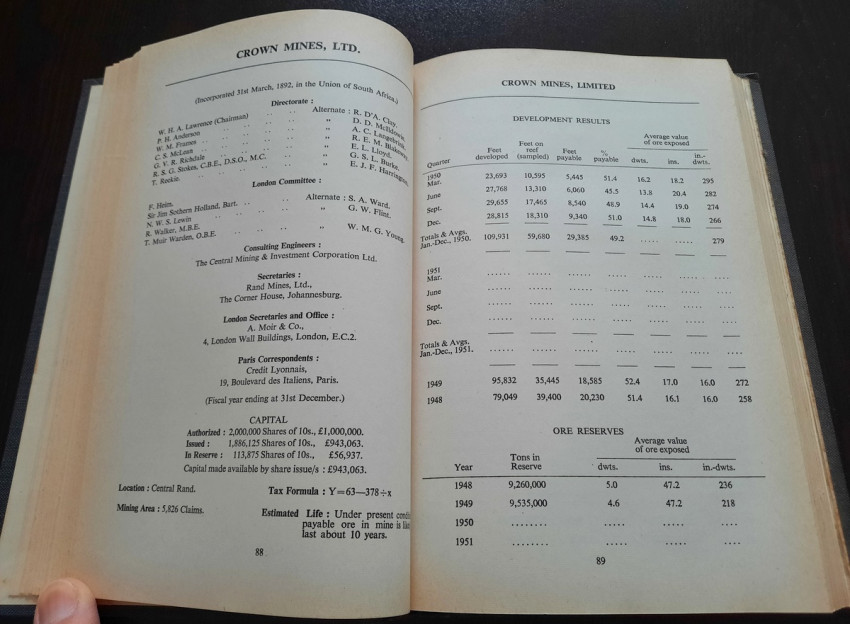 CROWN MINES, LTD.
(Incorporated 31st March, 1892, in the Union of South Africa.)
Directorate :
W. H. A. Lawrence (Chairman) .. .. Alternate : R. D'A. Clay.
P. H. Anderson .. .. .. .. „ D. D. McIldowie.
W. M. Frames .. .. .. .. „ A. C. Langebrink.
C. S. McLean .. .. .. .. „ R. E. M. Blakeway.
G. V. R. Richdale .. .. .. .. „ E. L. Lloyd.
R. S. G. Stokes, C.B.E., D.S.O., M.C. .. „ G. S. L. Burke.
T. Reekie. .. .. .. .. „ E. J. F. Harrington
London Committee :
F. Heim.
Sir Jim Sothern Holland, Bart. .. .. Alternate : S. A. Ward.
N. W. S. Lewin .. .. .. „ G. W. Flint.
R. Walker, M.B.E.
T. Muir Warden, O.B.E. .. .. „ W. M. G. Young.
Consulting Engineers :
The Central Mining & Investment Corporation Ltd.
Secretaries :
Rand Mines, Ltd.,
The Corner House, Johannesburg.
London Secretaries and Office :
A. Moir & Co.,
4, London Wall Buildings, London, E.C.2.
Paris Correspondents :
Credit Lyonnais,
19, Boulevard des Italiens, Paris.
(Fiscal year ending at 31st December.)
CAPITAL
Authorized : 2,000,000 Shares of 10s., £1,000,000.
Issued : 1,886,125 Shares of 10s., £943,063.
In Reserve : 113,875 Shares of 10s., £56,937.
Capital made available by share issue/s : £943,063.
Location : Central Rand. Tax Formula : Y=63—378÷x
Mining Area : 5,826 Claims.
Estimated Life : Under present
payable ore in mine is
last about 10 years.
88
CROWN MINES, LIMITED
DEVELOPMENT RESULTS
Average value
of ore exposed
Quarter Feet developed Feet on reef (sampled) Feet payable % payable dwts. ins. in.-dwts.
1950
Mar. 23,693 10,595 5,445 51.4 16.2 18.2 295
June 27,768 13,310 6,060 45.5 13.8 20.4 282
Sept. 29,655 17,465 8,540 48.9 14.4 19.0 274
Dec. 28,815 18,310 9,340 51.0 14.8 18.0 266
Totals & Avgs.
Jan.-Dec., 1950. 109,931 59,680 29,385 49.2 ..... ..... 279
1951
Mar. ...... ...... ...... ..... ..... ..... ....
June ...... ...... ...... ..... ..... ..... ....
Sept. ...... ...... ...... ..... ..... ..... ....
Dec. ...... ...... ...... ..... ..... ..... ....
Totals & Avgs.
Jan.-Dec., 1951. ...... ...... ...... ..... ..... ..... ....
1949 95,832 35,445 18,585 52.4 17.0 16.0 272
1948 79,049 39,400 20,230 51.4 16.1 16.0 258
ORE RESERVES
Average value
of ore exposed
Year Tons in Reserve dwts. ins. in.-dwts.
1948 9,260,000 5.0 47.2 236
1949 9,535,000 4.6 47.2 218
1950 ........ ..... ..... ....
1951 ........ ..... ..... ....
89